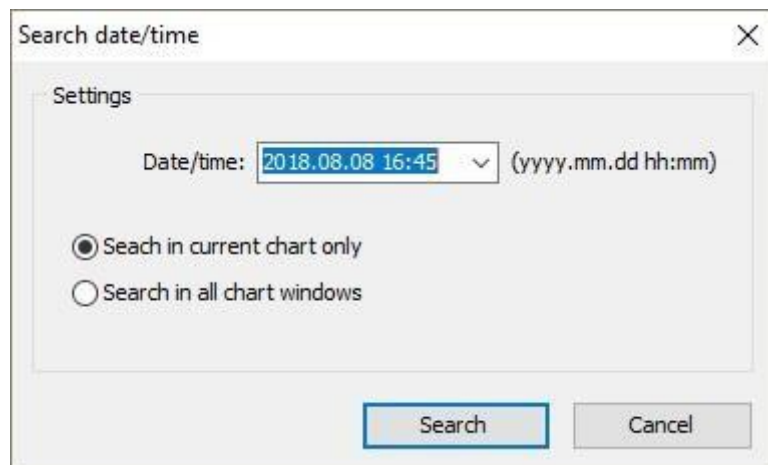 Search date/time
Settings
Date/time: 2018.08.08 16:45 (yyyy.mm.dd hh:mm)
Seach in current chart only
Search in all chart windows
Search Cancel